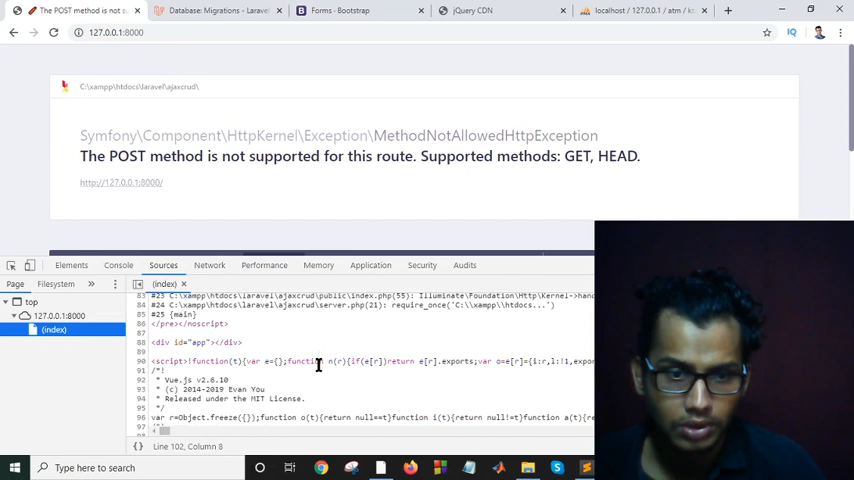 The POST method is not s
Database: Migrations - Laravel
Forms · Bootstrap
jQuery CDN
localhost / 127.0.0.1 / atm / k
127.0.0.1:8000
IQ
C:\xampp\htdocs\laravel\ajaxcrud\
Symfony\Component\HttpKernel\Exception\MethodNotAllowedHttpException
The POST method is not supported for this route. Supported methods: GET, HEAD.
http://127.0.0.1:8000/
Elements Console Sources Network Performance Memory Application Security Audits
Page Filesystem »
(index)
top
127.0.0.1:8000
(index)
83 #23 C:\xampp\htdocs\laravel\ajaxcrud\public\index.php(55): Illuminate\Foundation\Http\Kernel->hand
84 #24 C:\xampp\htdocs\laravel\ajaxcrud\server.php(21): require_once('C:\\xampp\\htdocs...')
85 #25 {main}
86 </pre></noscript>
87
88 <div id="app"></div>
89
90 <script>!function(t){var e={};function n(r){if(e[r])return e[r].exports;var o=e[r]={i:r,l:!1,expor
91 /*!
92 * Vue.js v2.6.10
93 * (c) 2014-2019 Evan You
94 * Released under the MIT License.
95 */
96 var r=Object.freeze({});function o(t){return null==t}function i(t){return null!=t}function a(t){re
97 /*!
{} Line 102, Column 8
Type here to search